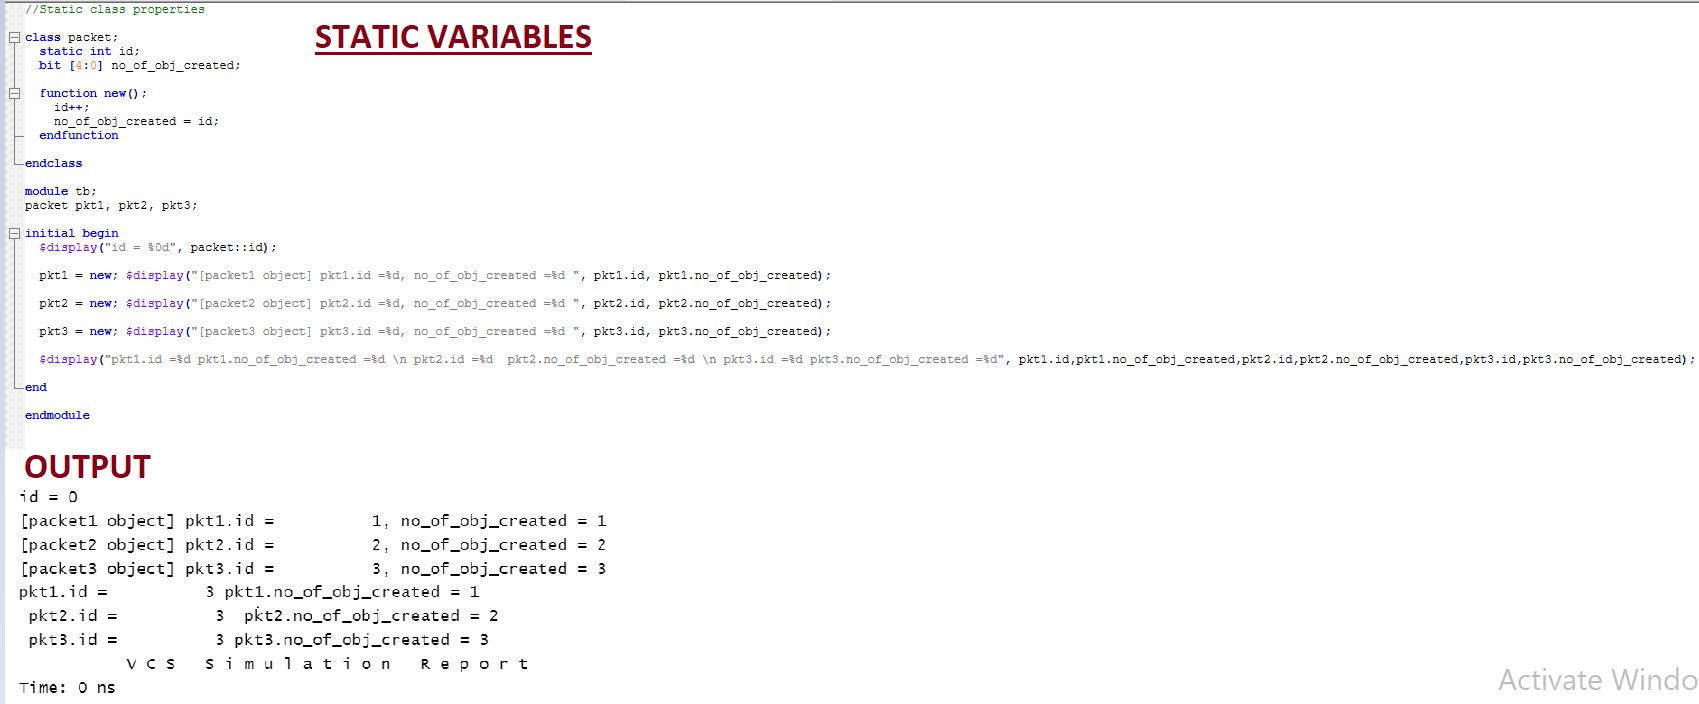 //Static class properties
STATIC VARIABLES
class packet;
static int id;
bit [4:0] no_of_obj_created;
function new();
id++;
no_of_obj_created = id;
endfunction
endclass
module tb;
packet pkt1, pkt2, pkt3;
initial begin
$display("id = %0d", packet::id);
pkt1 = new; $display("[packet1 object] pkt1.id =%d, no_of_obj_created =%d ", pkt1.id, pkt1.no_of_obj_created);
pkt2 = new; $display("[packet2 object] pkt2.id =%d, no_of_obj_created =%d ", pkt2.id, pkt2.no_of_obj_created);
pkt3 = new; $display("[packet3 object] pkt3.id =%d, no_of_obj_created =%d ", pkt3.id, pkt3.no_of_obj_created);
$display("pkt1.id =%d pkt1.no_of_obj_created =%d \n pkt2.id =%d  pkt2.no_of_obj_created =%d \n pkt3.id =%d pkt3.no_of_obj_created =%d", pkt1.id,pkt1.no_of_obj_created,pkt2.id,pkt2.no_of_obj_created,pkt3.id,pkt3.no_of_obj_created);
end
endmodule
OUTPUT
id = 0
[packet1 object] pkt1.id =          1, no_of_obj_created = 1
[packet2 object] pkt2.id =          2, no_of_obj_created = 2
[packet3 object] pkt3.id =          3, no_of_obj_created = 3
pkt1.id =          3 pkt1.no_of_obj_created = 1
pkt2.id =          3  pkt2.no_of_obj_created = 2
pkt3.id =          3 pkt3.no_of_obj_created = 3
V C S   S i m u l a t i o n   R e p o r t
Time: 0 ns
Activate Windo